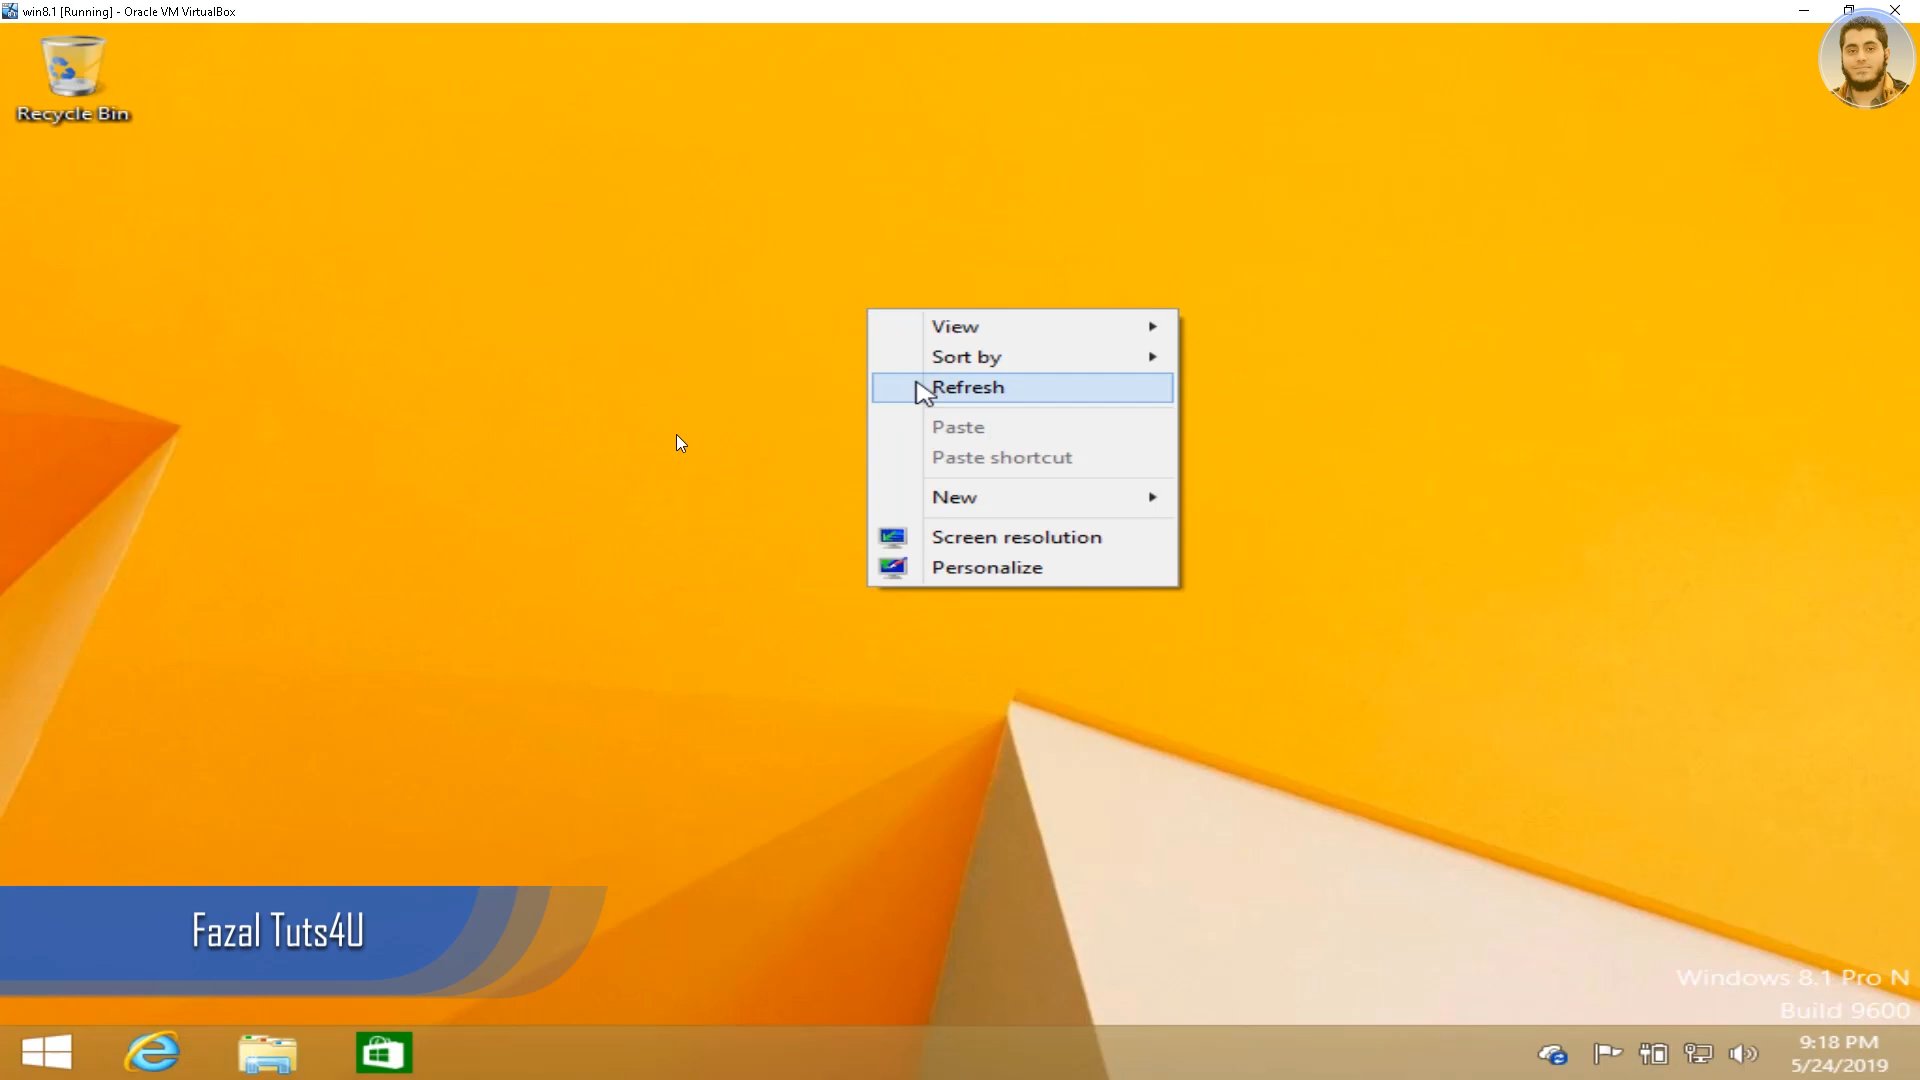 win8.1 [Running] - Oracle VM VirtualBox
Recycle Bin
View
Sort by
Refresh
Paste
Paste shortcut
New
Screen resolution
Personalize
Fazal Tuts4U
Windows 8.1 Pro N
Build 9600
9:18 PM
5/24/2019